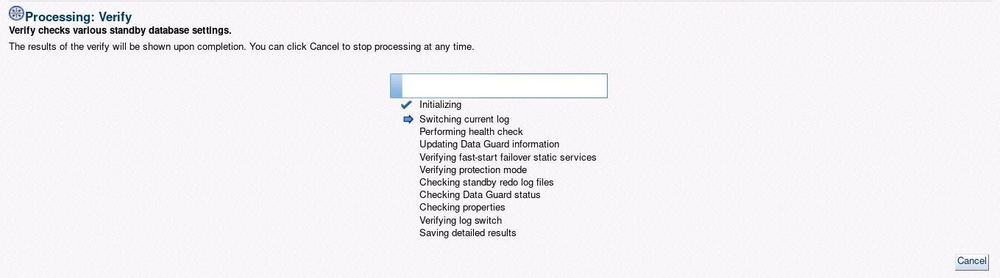 Processing: Verify
Verify checks various standby database settings.
The results of the verify will be shown upon completion. You can click Cancel to stop processing at any time.
Initializing
Switching current log
Performing health check
Updating Data Guard information
Verifying fast-start failover static services
Verifying protection mode
Checking standby redo log files
Checking Data Guard status
Checking properties
Verifying log switch
Saving detailed results
Cancel